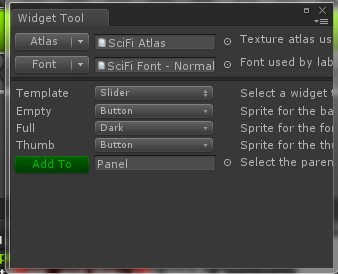 Widget Tool
Atlas SciFi Atlas Texture atlas us
Font SciFi Font - Normal Font used by lab
Template Slider Select a widget t
Empty Button Sprite for the ba
Full Dark Sprite for the for
Thumb Button Sprite for the thu
Add To Panel Select the paren